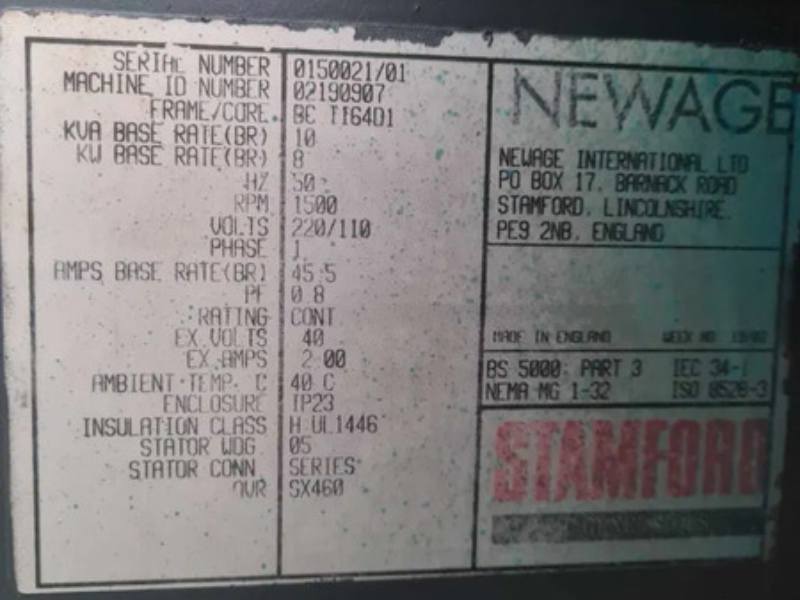 SERIAL NUMBER 0150021/01
MACHINE ID NUMBER 02190907
FRAME/CORE BC TI64D1
KVA BASE RATE(BR) 10
KW BASE RATE(BR) 8
HZ 50
RPM 1500
VOLTS 220/110
PHASE 1
AMPS BASE RATE(BR) 45.5
PF 0.8
RATING CONT
EX VOLTS 40
EX AMPS 2.00
AMBIENT TEMP. C 40 C
ENCLOSURE IP23
INSULATION CLASS H UL1446
STATOR WDG 05
STATOR CONN SERIES
AVR SX460
NEWAGE
NEWAGE INTERNATIONAL LTD
PO BOX 17, BARNACK ROAD
STAMFORD, LINCOLNSHIRE.
PE9 2NB, ENGLAND
MADE IN ENGLAND WEEK NO
BS 5000: PART 3 IEC 34-1
NEMA MG 1-32 ISO 8528-3
STAMFORD